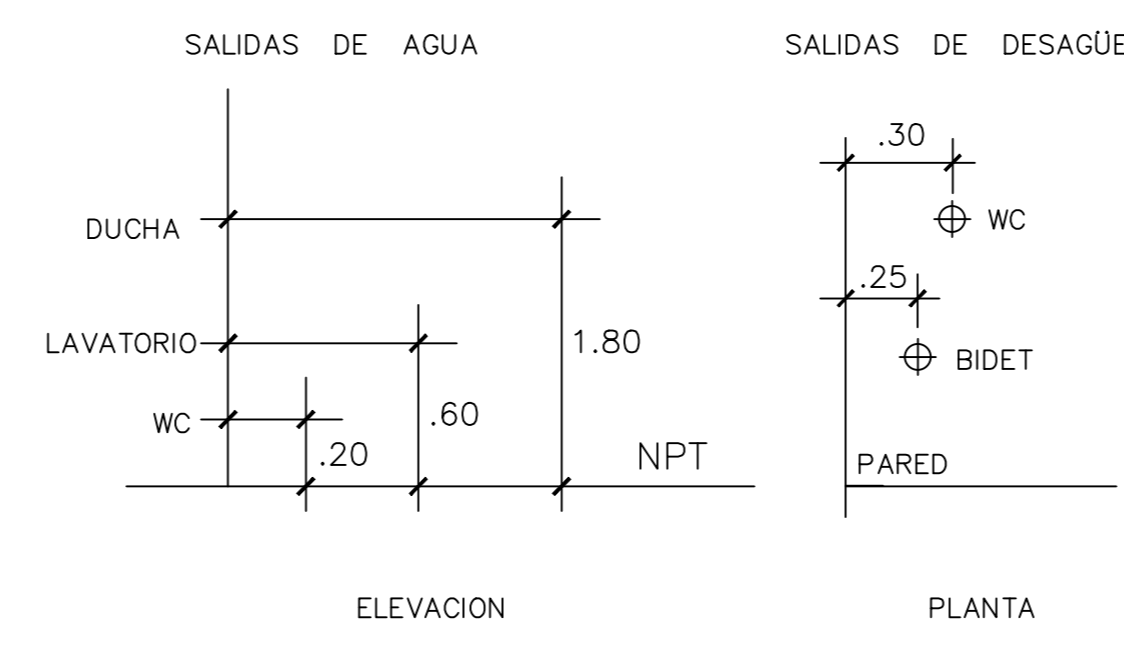 SALIDAS DE AGUA
DUCHA
LAVATORIO
1.80
WC
.60
.20
NPT
ELEVACION
SALIDAS DE DESAGÜE
.30
WC
.25
BIDET
PARED
PLANTA